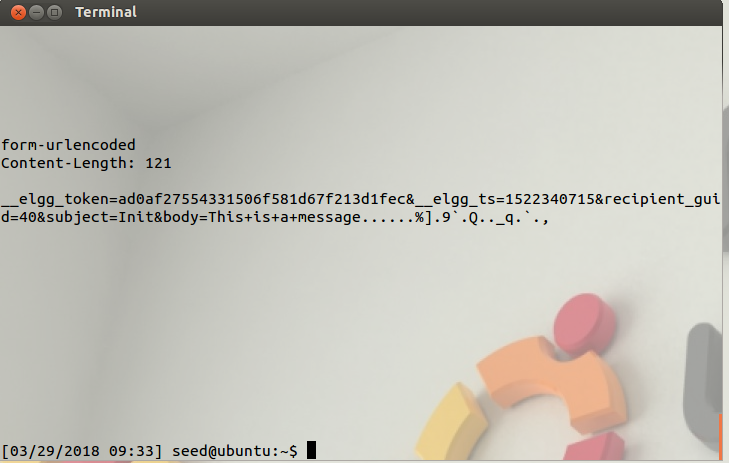 Terminal
form-urlencoded
Content-Length: 121
__elgg_token=ad0af27554331506f581d67f213d1fec&__elgg_ts=1522340715&recipient_gui
d=40&subject=Init&body=This+is+a+message......%].9`.Q.._q.`.,
[03/29/2018 09:33] seed@ubuntu:~$